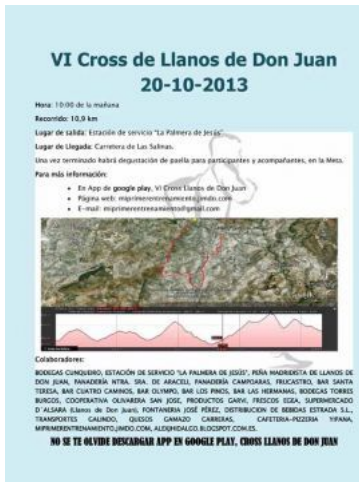 VI Cross de Llanos de Don Juan
20-10-2013
Hora: 10:00 de la mañana
Recorrido: 10,9 km
Lugar de salida: Estación de servicio "La Palmera de Jesús"
Lugar de Llegada: Carretera de Las Salinas.
Una vez terminado habrá degustación de paella para participantes y acompañantes, en la Meta.
Para más información:
• En App de google play, VI Cross Llanos de Don Juan
• Página web: miprimerentrenamiento.jimdo.com
• E-mail: miprimerentrenamiento@gmail.com
Colaboradores:
BODEGAS CUNQUEIRO, ESTACIÓN DE SERVICIO "LA PALMERA DE JESÚS", PEÑA MADRIDISTA DE LLANOS DE
DON JUAN, PANADERÍA NTRA. SRA. DE ARACELI, PANADERÍA CAMPOARAS, FRUCASTRO, BAR SANTA
TERESA, BAR CUATRO CAMINOS, BAR OLYMPO, BAR LOS PINOS, BAR LAS HERMANAS, BODEGAS TORRES
BURGOS, COOPERATIVA OLIVARERA SAN JOSE, PRODUCTOS GARVI, FRESCOS EGEA, SUPERMERCADO
D´ALSARA (Llanos de Don Juan), FONTANERIA JOSÉ PÉREZ, DISTRIBUCION DE BEBIDAS ESTRADA S.L.,
TRANSPORTES GALINDO, QUESOS GAMAZO CARRERAS, CAFETERIA-PIZZERIA YIPANA,
MIPRIMERENTRENAMIENTO.JIMDO.COM, ALEXJHIDALGO.BLOGSPOT.COM.ES.
NO SE TE OLVIDE DESCARGAR APP EN GOOGLE PLAY, CROSS LLANOS DE DON JUAN